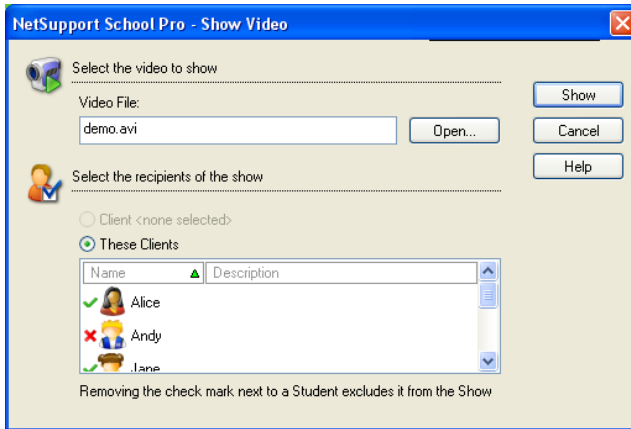 NetSupport School Pro - Show Video
Select the video to show
Video File:
demo.avi
Open...
Show
Cancel
Help
Select the recipients of the show
Client <none selected>
These Clients
Name Description
Alice
Andy
Jane
Removing the check mark next to a Student excludes it from the Show